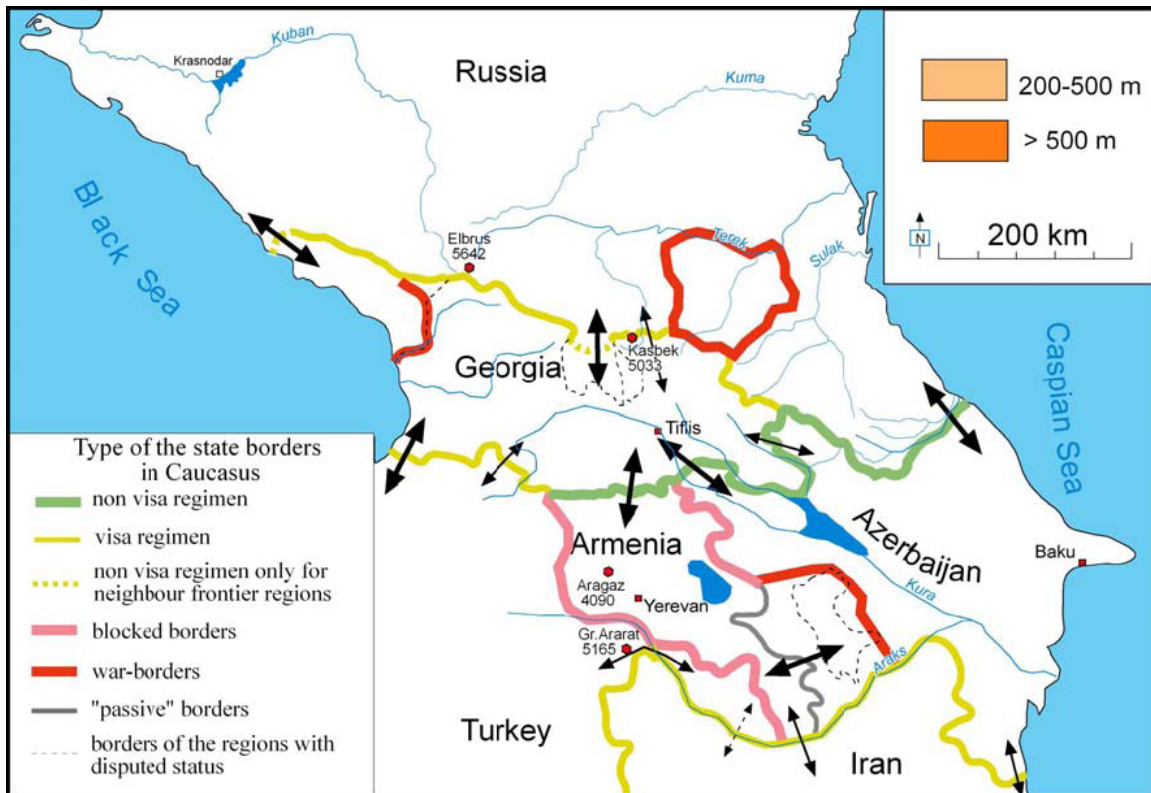 Krasnodar
Kuban
Russia
Kuma
200-500 m
> 500 m
N
200 km
Black Sea
Elbrus
5642
Terek
Sulak
Georgia
Kasbek
5033
Caspian Sea
Tiflis
Type of the state borders
in Caucasus
non visa regimen
visa regimen
non visa regimen only for
neighbour frontier regions
blocked borders
war-borders
"passive" borders
borders of the regions with
disputed status
Armenia
Azerbaijan
Baku
Aragaz
4090
Yerevan
Kura
Gr.Ararat
5165
Araks
Turkey
Iran